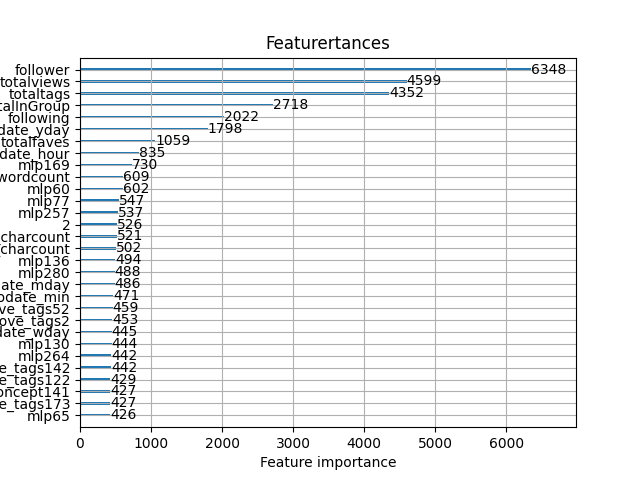 Featurertances
follower 6348
totalviews 4599
totaltags 4352
talInGroup 2718
following 2022
date_yday 1798
totalfaves 1059
date_hour 835
mlp169 730
wordcount 609
mlp60 602
mlp77 547
mlp257 537
2 526
charcount 521
charcount 502
mlp136 494
mlp280 488
ate_mday 486
pdate_min 471
ve_tags52 459
ove_tags2 453
date_wday 445
mlp130 444
mlp264 442
e_tags142 442
e_tags122 429
oncept141 427
e_tags173 427
mlp65 426
0 1000 2000 3000 4000 5000 6000
Feature importance